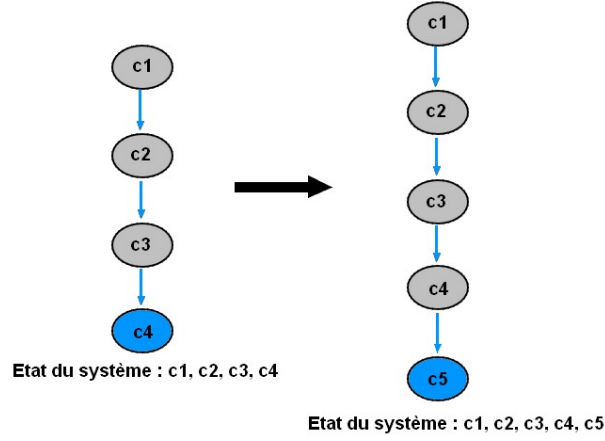 c1
c2
c3
c4
Etat du système : c1, c2, c3, c4
c1
c2
c3
c4
c5
Etat du système : c1, c2, c3, c4, c5